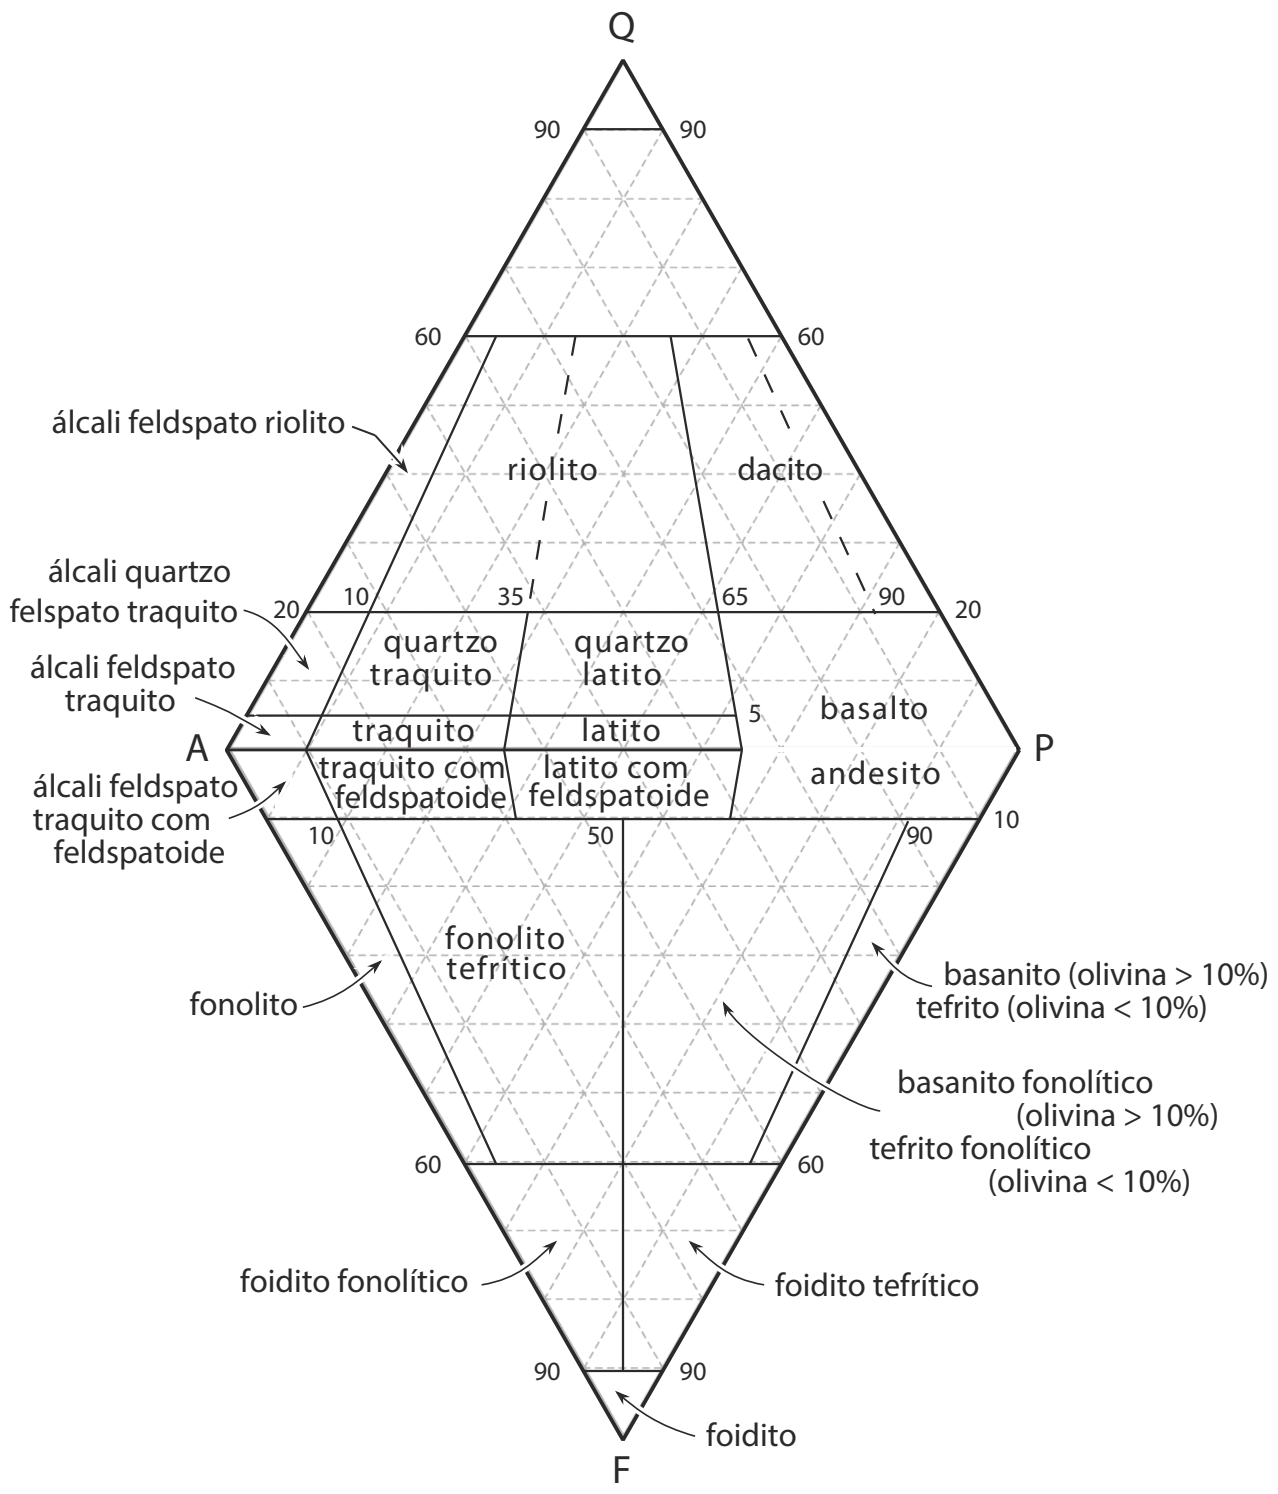 Q
90 90
60 60
álcali feldspato riolito
riolito dacito
álcali quartzo
felspato traquito
20 10 35 65 90 20
quartzo
traquito
quartzo
latito
álcali feldspato
traquito
5
basalto
traquito latito
A P
traquito com
feldspatoide
latito com
feldspatoide
andesito
álcali feldspato
traquito com
feldspatoide
10
10 50 90
fonolito
tefrítico
fonolito
basanito (olivina > 10%)
tefrito (olivina < 10%)
basanito fonolítico
(olivina > 10%)
tefrito fonolítico
(olivina < 10%)
60 60
foidito fonolítico
foidito tefrítico
90 90
foidito
F